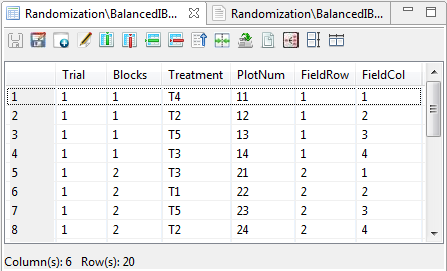 Randomization\BalancedIB... Randomization\BalancedIB...
Trial Blocks Treatment PlotNum FieldRow FieldCol
1 1 1 T4 11 1 1
2 1 1 T2 12 1 2
3 1 1 T5 13 1 3
4 1 1 T3 14 1 4
5 1 2 T3 21 2 1
6 1 2 T1 22 2 2
7 1 2 T5 23 2 3
8 1 2 T2 24 2 4
Column(s): 6 Row(s): 20